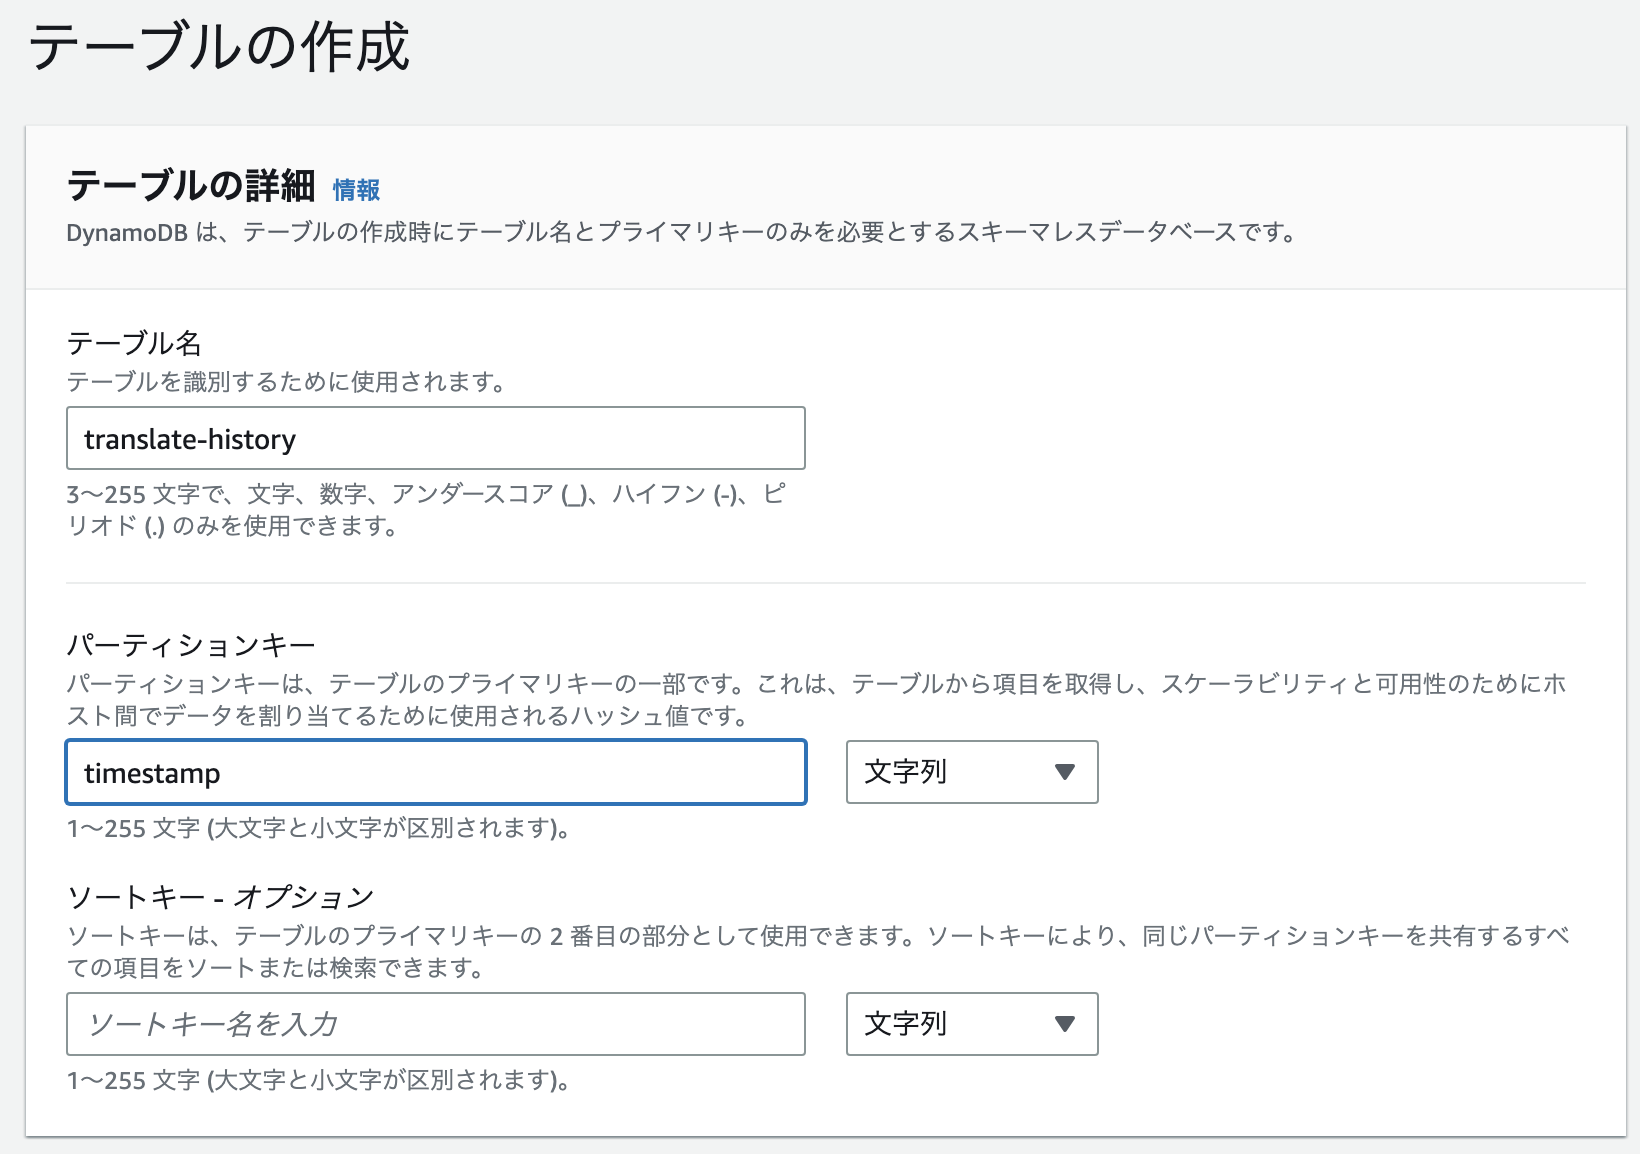 テーブルの作成
テーブルの詳細 情報
DynamoDB は、テーブルの作成時にテーブル名とプライマリキーのみを必要とするスキーマレスデータベースです。
テーブル名
テーブルを識別するために使用されます。
translate-history
3～255 文字で、文字、数字、アンダースコア (_)、ハイフン (-)、ピ
リオド (.) のみを使用できます。
パーティションキー
パーティションキーは、テーブルのプライマリキーの一部です。これは、テーブルから項目を取得し、スケーラビリティと可用性のためにホ
スト間でデータを割り当てるために使用されるハッシュ値です。
timestamp 文字列
1～255 文字 (大文字と小文字が区別されます)。
ソートキー - オプション
ソートキーは、テーブルのプライマリキーの 2 番目の部分として使用できます。ソートキーにより、同じパーティションキーを共有するすべ
ての項目をソートまたは検索できます。
ソートキー名を入力 文字列
1～255 文字 (大文字と小文字が区別されます)。